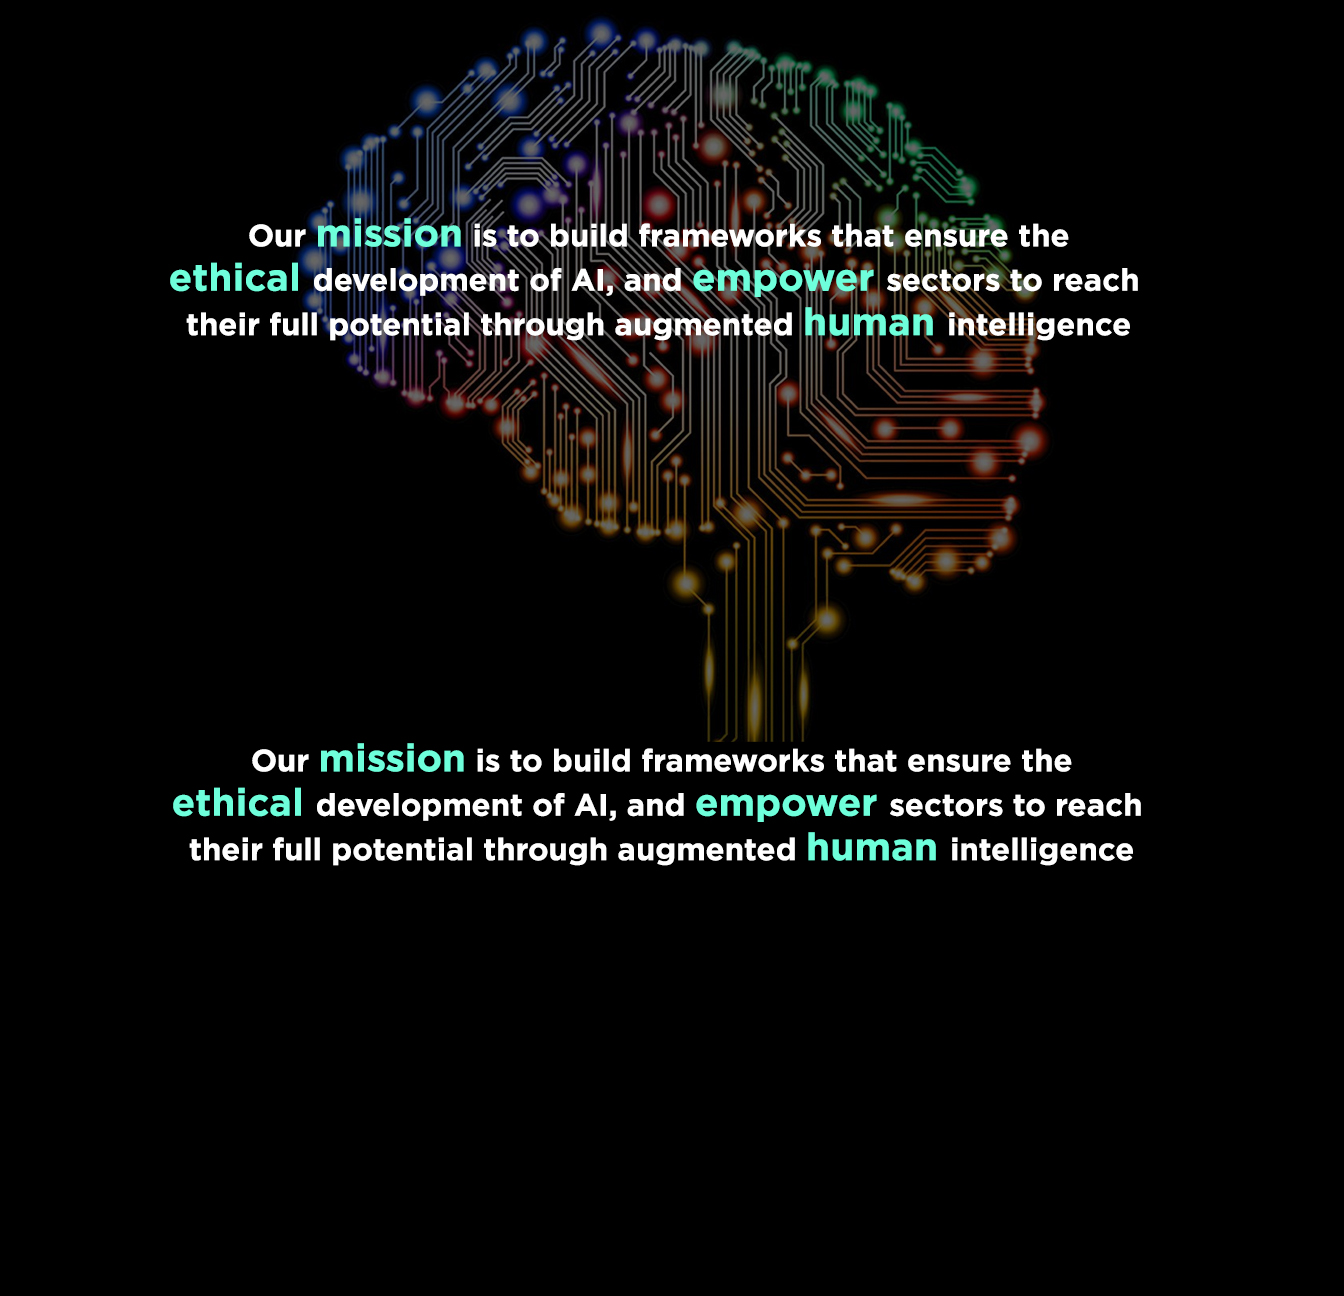 Our mission is to build frameworks that ensure the
ethical development of AI, and empower sectors to reach
their full potential through augmented human intelligence
Our mission is to build frameworks that ensure the
ethical development of AI, and empower sectors to reach
their full potential through augmented human intelligence